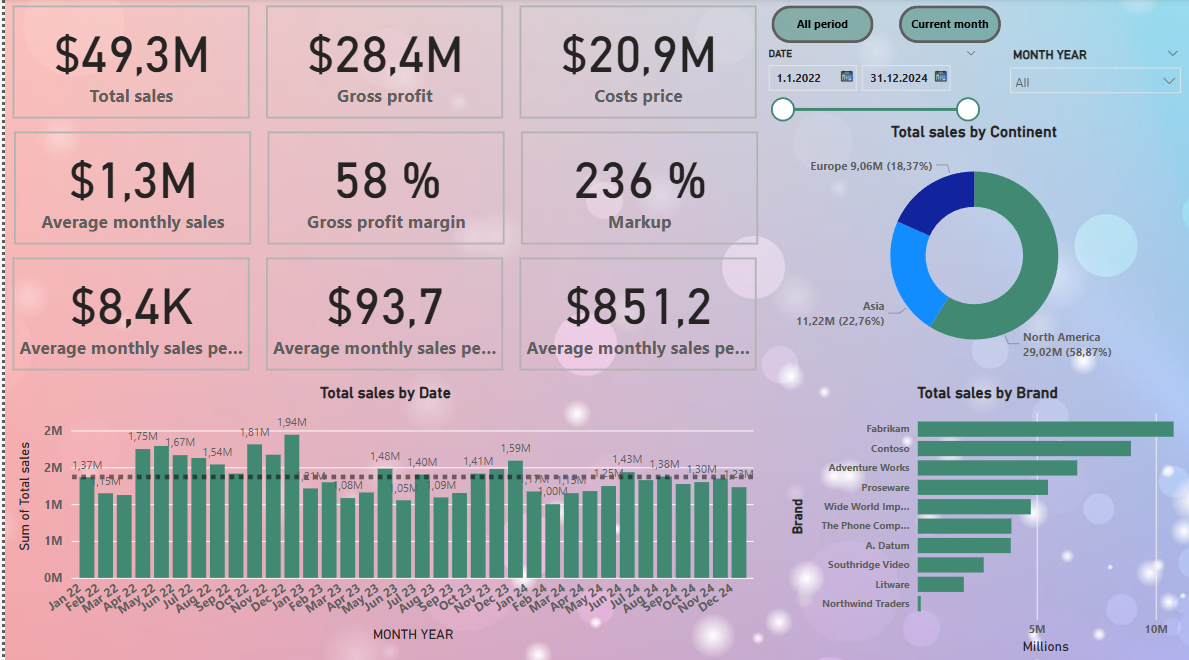 $49,3M
Total sales
$28,4M
Gross profit
$20,9M
Costs price
All period
Current month
DATE
1.1.2022
31.12.2024
MONTH YEAR
All
$1,3M
Average monthly sales
58 %
Gross profit margin
236 %
Markup
$8,4K
Average monthly sales pe...
$93,7
Average monthly sales pe...
$851,2
Average monthly sales pe...
Total sales by Continent
Europe 9,06M (18,37%)
Asia
11,22M (22,76%)
North America
29,02M (58,87%)
Total sales by Date
Sum of Total sales
2M
2M
1M
1M
0M
1,37M
1,75M
1,67M
1,54M
1,81M
1,94M
1,08M
1,48M
1,05M
1,40M
1,41M
1,59M
1,00M
1,25M
1,43M
1,38M
1,30M
1,23M
Jan 22
Feb 22
Mar 22
Apr 22
May 22
Jun 22
Jul 22
Aug 22
Sep 22
Oct 22
Nov 22
Dec 22
Jan 23
Feb 23
Mar 23
Apr 23
May 23
Jun 23
Jul 23
Aug 23
Sep 23
Oct 23
Nov 23
Dec 23
Jan 24
Feb 24
Mar 24
Apr 24
May 24
Jun 24
Jul 24
Aug 24
Sep 24
Oct 24
Nov 24
Dec 24
MONTH YEAR
Total sales by Brand
Brand
Fabrikam
Contoso
Adventure Works
Proseware
Wide World Imp...
The Phone Comp...
A. Datum
Southridge Video
Litware
Northwind Traders
5M
10M
Millions